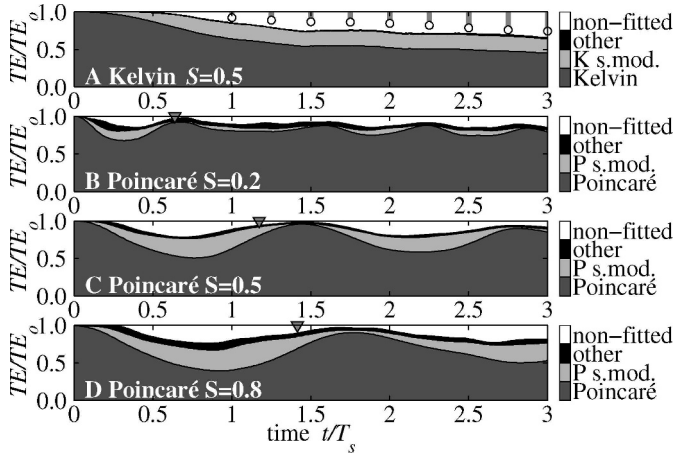 TE/TE0
1.0
0.5
0.0
A Kelvin S=0.5
non-fitted
other
K s.mod.
Kelvin
0 0.5 1 1.5 2 2.5 3
TE/TE0
1.0
0.5
0.0
B Poincaré S=0.2
non-fitted
other
P s.mod.
Poincaré
0 0.5 1 1.5 2 2.5 3
TE/TE0
1.0
0.5
0.0
C Poincaré S=0.5
non-fitted
other
P s.mod.
Poincaré
0 0.5 1 1.5 2 2.5 3
TE/TE0
1.0
0.5
0.0
D Poincaré S=0.8
non-fitted
other
P s.mod.
Poincaré
0 0.5 1 1.5 2 2.5 3
time t/Ts